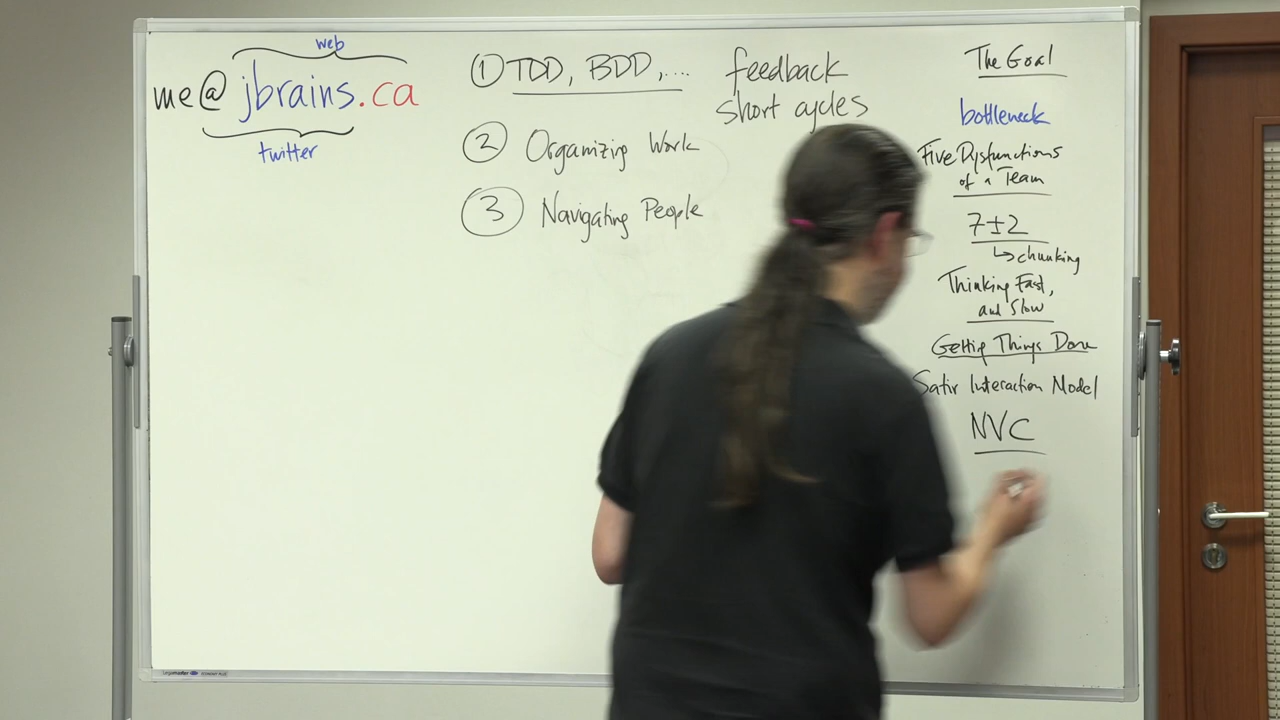 web
me@jbrains.ca
twitter
① TDD, BDD,....
② Organizing Work
③ Navigating People
feedback
short cycles
The Goal
bottleneck
Five Dysfunctions
of a Team
7±2
↳ chunking
Thinking Fast,
and Slow
Getting Things Done
Satir Interaction Model
NVC
legamaster